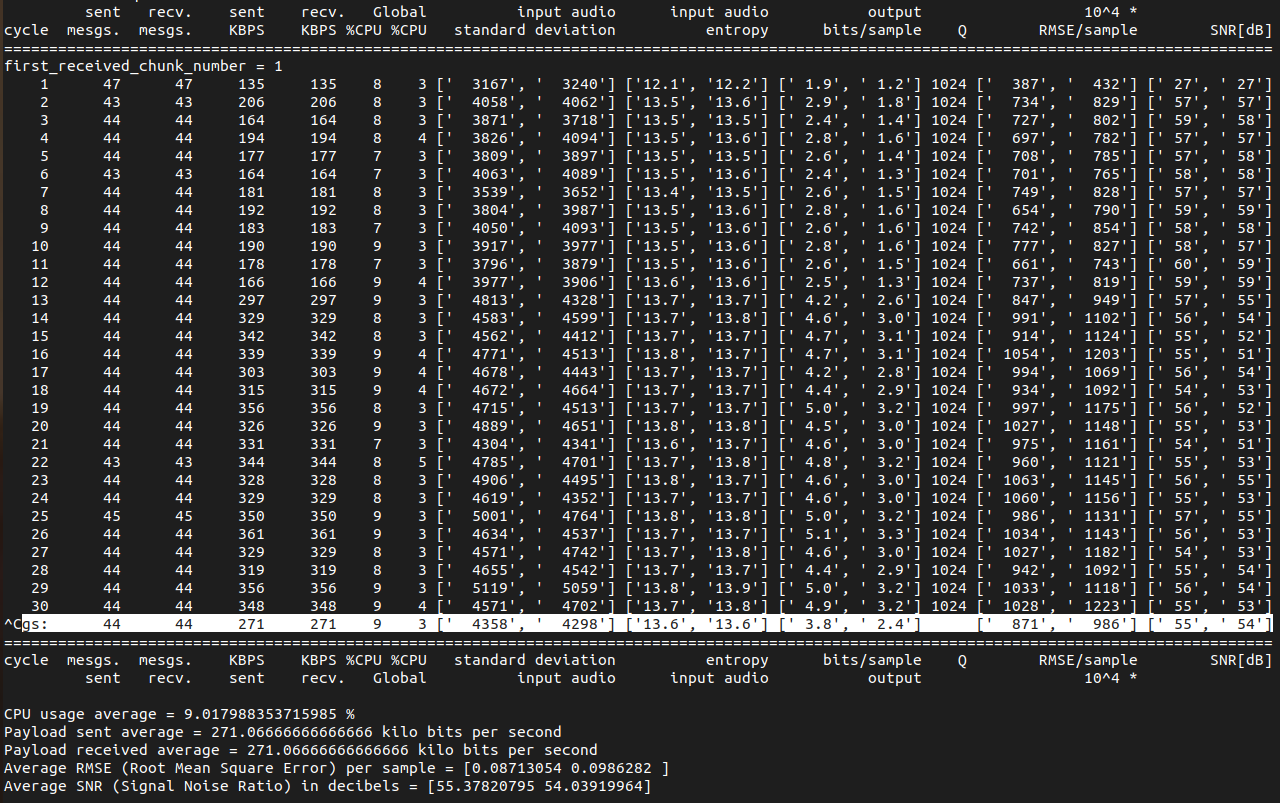 sent   recv.    sent    recv.   Global          input audio      input audio           output                  10^4 *
cycle  mesgs.  mesgs.    KBPS    KBPS %CPU %CPU   standard deviation          entropy      bits/sample    Q        RMSE/sample        SNR[dB]
=============================================================================================================================================
first_received_chunk_number = 1
    1      47      47     135     135    8    3 ['  3167', '  3240'] ['12.1', '12.2'] [' 1.9', ' 1.2'] 1024 ['  387', '  432'] [' 27', ' 27']
    2      43      43     206     206    8    3 ['  4058', '  4062'] ['13.5', '13.6'] [' 2.9', ' 1.8'] 1024 ['  734', '  829'] [' 57', ' 57']
    3      44      44     164     164    8    3 ['  3871', '  3718'] ['13.5', '13.5'] [' 2.4', ' 1.4'] 1024 ['  727', '  802'] [' 59', ' 58']
    4      44      44     194     194    8    4 ['  3826', '  4094'] ['13.5', '13.6'] [' 2.8', ' 1.6'] 1024 ['  697', '  782'] [' 57', ' 57']
    5      44      44     177     177    7    3 ['  3809', '  3897'] ['13.5', '13.5'] [' 2.6', ' 1.4'] 1024 ['  708', '  785'] [' 57', ' 58']
    6      43      43     164     164    7    3 ['  4063', '  4089'] ['13.5', '13.6'] [' 2.4', ' 1.3'] 1024 ['  701', '  765'] [' 58', ' 58']
    7      44      44     181     181    8    3 ['  3539', '  3652'] ['13.4', '13.5'] [' 2.6', ' 1.5'] 1024 ['  749', '  828'] [' 57', ' 57']
    8      44      44     192     192    8    3 ['  3804', '  3987'] ['13.5', '13.6'] [' 2.8', ' 1.6'] 1024 ['  654', '  790'] [' 59', ' 59']
    9      44      44     183     183    7    3 ['  4050', '  4093'] ['13.5', '13.6'] [' 2.6', ' 1.6'] 1024 ['  742', '  854'] [' 58', ' 58']
   10      44      44     190     190    9    3 ['  3917', '  3977'] ['13.5', '13.6'] [' 2.8', ' 1.6'] 1024 ['  777', '  827'] [' 58', ' 57']
   11      44      44     178     178    7    3 ['  3796', '  3879'] ['13.5', '13.6'] [' 2.6', ' 1.5'] 1024 ['  661', '  743'] [' 60', ' 59']
   12      44      44     166     166    9    4 ['  3977', '  3906'] ['13.6', '13.6'] [' 2.5', ' 1.3'] 1024 ['  737', '  819'] [' 59', ' 59']
   13      44      44     297     297    9    3 ['  4813', '  4328'] ['13.7', '13.7'] [' 4.2', ' 2.6'] 1024 ['  847', '  949'] [' 57', ' 55']
   14      44      44     329     329    8    3 ['  4583', '  4599'] ['13.7', '13.8'] [' 4.6', ' 3.0'] 1024 ['  991', ' 1102'] [' 56', ' 54']
   15      44      44     342     342    8    3 ['  4562', '  4412'] ['13.7', '13.7'] [' 4.7', ' 3.1'] 1024 ['  914', ' 1124'] [' 55', ' 52']
   16      44      44     339     339    9    4 ['  4771', '  4513'] ['13.8', '13.7'] [' 4.7', ' 3.1'] 1024 [' 1054', ' 1203'] [' 55', ' 51']
   17      44      44     303     303    9    4 ['  4678', '  4443'] ['13.7', '13.7'] [' 4.2', ' 2.8'] 1024 ['  994', ' 1069'] [' 56', ' 54']
   18      44      44     315     315    9    4 ['  4672', '  4664'] ['13.7', '13.7'] [' 4.4', ' 2.9'] 1024 ['  934', ' 1092'] [' 54', ' 53']
   19      44      44     356     356    8    3 ['  4715', '  4513'] ['13.7', '13.7'] [' 5.0', ' 3.2'] 1024 ['  997', ' 1175'] [' 56', ' 52']
   20      44      44     326     326    9    3 ['  4889', '  4651'] ['13.8', '13.8'] [' 4.5', ' 3.0'] 1024 [' 1027', ' 1148'] [' 55', ' 53']
   21      44      44     331     331    7    3 ['  4304', '  4341'] ['13.6', '13.7'] [' 4.6', ' 3.0'] 1024 ['  975', ' 1161'] [' 54', ' 51']
   22      43      43     344     344    8    5 ['  4785', '  4701'] ['13.7', '13.8'] [' 4.8', ' 3.2'] 1024 ['  960', ' 1121'] [' 55', ' 53']
   23      44      44     328     328    8    3 ['  4906', '  4495'] ['13.8', '13.7'] [' 4.6', ' 3.0'] 1024 [' 1063', ' 1145'] [' 56', ' 55']
   24      44      44     329     329    8    3 ['  4619', '  4352'] ['13.7', '13.7'] [' 4.6', ' 3.0'] 1024 [' 1060', ' 1156'] [' 55', ' 53']
   25      45      45     350     350    9    3 ['  5001', '  4764'] ['13.8', '13.8'] [' 5.0', ' 3.2'] 1024 ['  986', ' 1131'] [' 57', ' 55']
   26      44      44     361     361    9    3 ['  4634', '  4537'] ['13.7', '13.7'] [' 5.1', ' 3.3'] 1024 [' 1034', ' 1143'] [' 56', ' 53']
   27      44      44     329     329    8    3 ['  4571', '  4742'] ['13.7', '13.8'] [' 4.6', ' 3.0'] 1024 [' 1027', ' 1182'] [' 54', ' 53']
   28      44      44     319     319    8    3 ['  4655', '  4542'] ['13.7', '13.7'] [' 4.4', ' 2.9'] 1024 ['  942', ' 1092'] [' 55', ' 54']
   29      44      44     356     356    9    3 ['  5119', '  5059'] ['13.8', '13.9'] [' 5.0', ' 3.2'] 1024 [' 1033', ' 1118'] [' 56', ' 54']
   30      44      44     348     348    9    4 ['  4571', '  4702'] ['13.7', '13.8'] [' 4.9', ' 3.2'] 1024 [' 1028', ' 1223'] [' 55', ' 53']
^Cgs:      44      44     271     271    9    3 ['  4358', '  4298'] ['13.6', '13.6'] [' 3.8', ' 2.4']      ['  871', '  986'] [' 55', ' 54']
=============================================================================================================================================
cycle  mesgs.  mesgs.    KBPS    KBPS %CPU %CPU   standard deviation          entropy      bits/sample    Q        RMSE/sample        SNR[dB]
         sent   recv.    sent    recv.   Global          input audio      input audio           output                  10^4 *
CPU usage average = 9.017988353715985 %
Payload sent average = 271.06666666666666 kilo bits per second
Payload received average = 271.06666666666666 kilo bits per second
Average RMSE (Root Mean Square Error) per sample = [0.08713054 0.0986282 ]
Average SNR (Signal Noise Ratio) in decibels = [55.37820795 54.03919964]